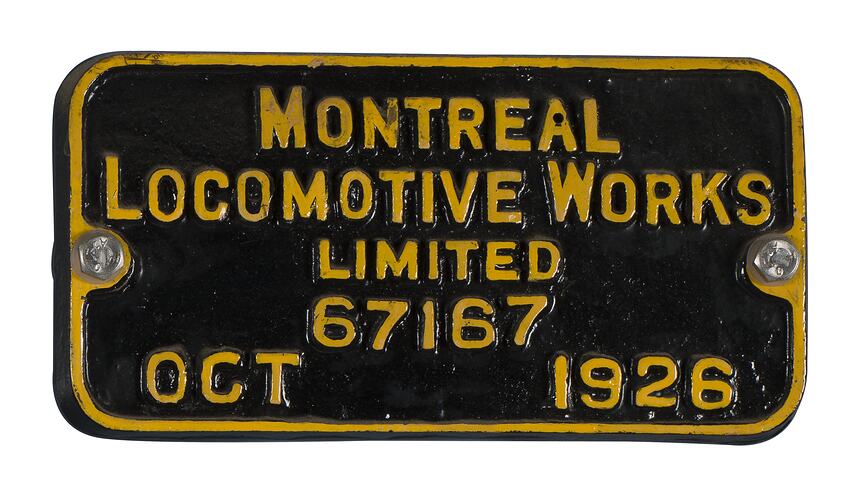 MONTREAL
LOCOMOTIVE WORKS
LIMITED
67167
OCT 1926